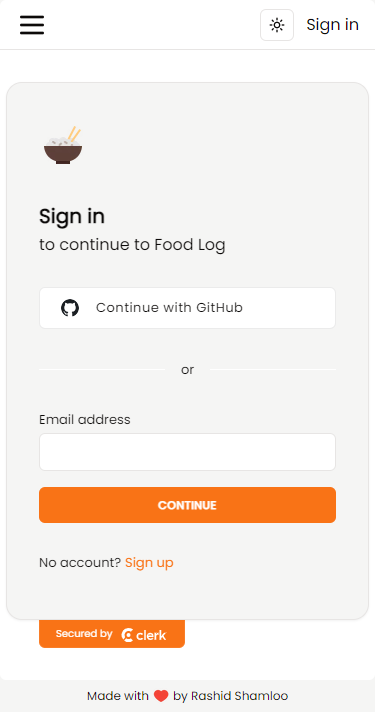 Sign in
Sign in
to continue to Food Log
Continue with GitHub
or
Email address
CONTINUE
No account? Sign up
Secured by clerk
Made with ❤️ by Rashid Shamloo